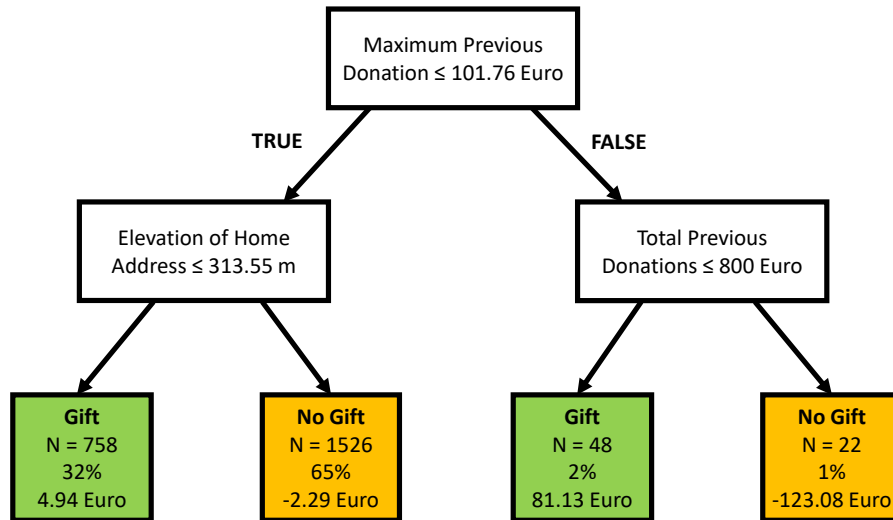 Maximum Previous
Donation ≤ 101.76 Euro
TRUE
FALSE
Elevation of Home
Address ≤ 313.55 m
Total Previous
Donations ≤ 800 Euro
Gift
N = 758
32%
4.94 Euro
No Gift
N = 1526
65%
-2.29 Euro
Gift
N = 48
2%
81.13 Euro
No Gift
N = 22
1%
-123.08 Euro